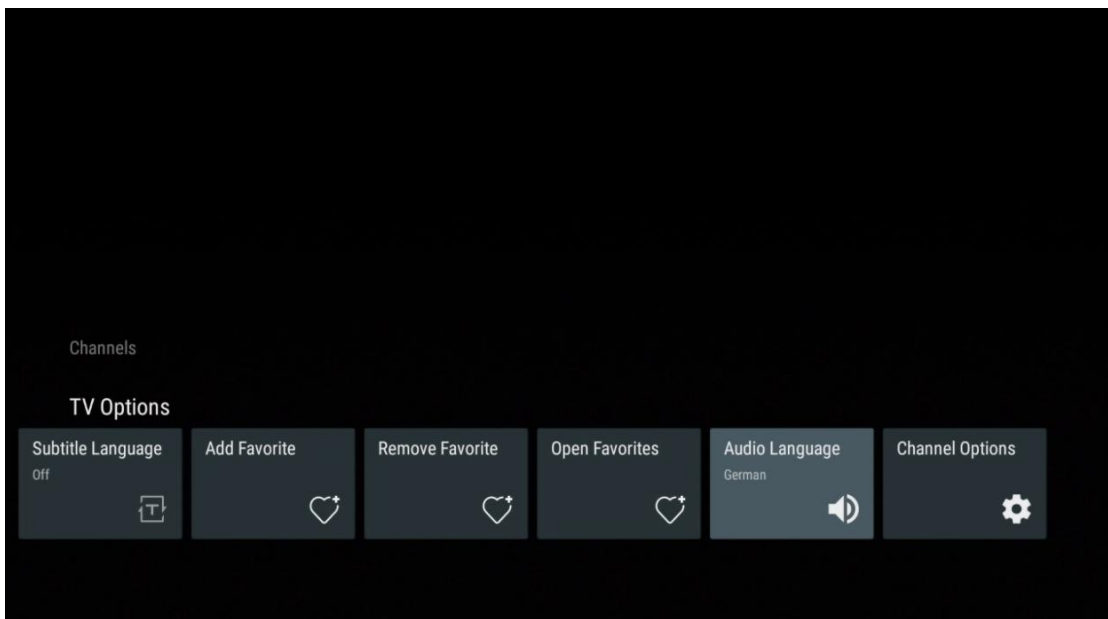 Channels
TV Options
Subtitle Language
Off
Add Favorite
Remove Favorite
Open Favorites
Audio Language
German
Channel Options